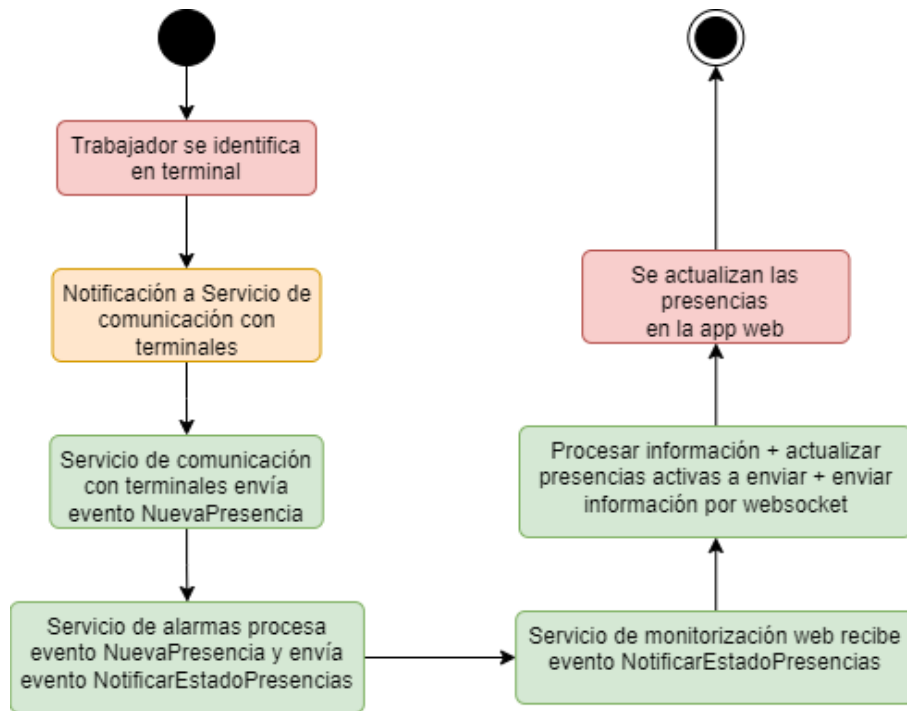 Trabajador se identifica
en terminal
Notificación a Servicio de
comunicación con
terminales
Servicio de comunicación
con terminales envía
evento NuevaPresencia
Servicio de alarmas procesa
evento NuevaPresencia y envía
evento NotificarEstadoPresencias
Servicio de monitorización web recibe
evento NotificarEstadoPresencias
Procesar información + actualizar
presencias activas a enviar + enviar
información por websocket
Se actualizan las
presencias
en la app web